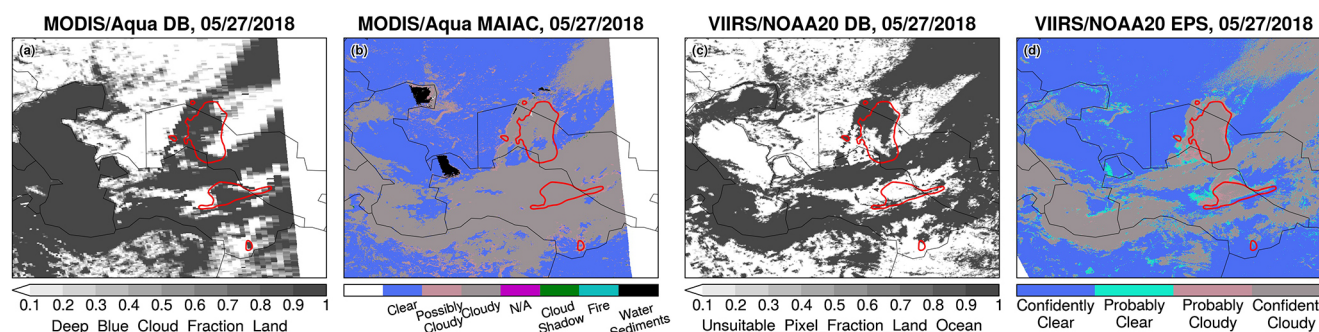 MODIS/Aqua DB, 05/27/2018
MODIS/Aqua MAIAC, 05/27/2018
VIIRS/NOAA20 DB, 05/27/2018
VIIRS/NOAA20 EPS, 05/27/2018
(a)
(b)
(c)
(d)
0.1 0.2 0.3 0.4 0.5 0.6 0.7 0.8 0.9 1
Deep Blue Cloud Fraction Land
Clear
Possibly
Cloudy
Cloudy
N/A
Cloud
Shadow
Fire
Water
Sediments
0.1 0.2 0.3 0.4 0.5 0.6 0.7 0.8 0.9 1
Unsuitable Pixel Fraction Land Ocean
Confidently
Clear
Probably
Clear
Probably
Cloudy
Confidently
Cloudy